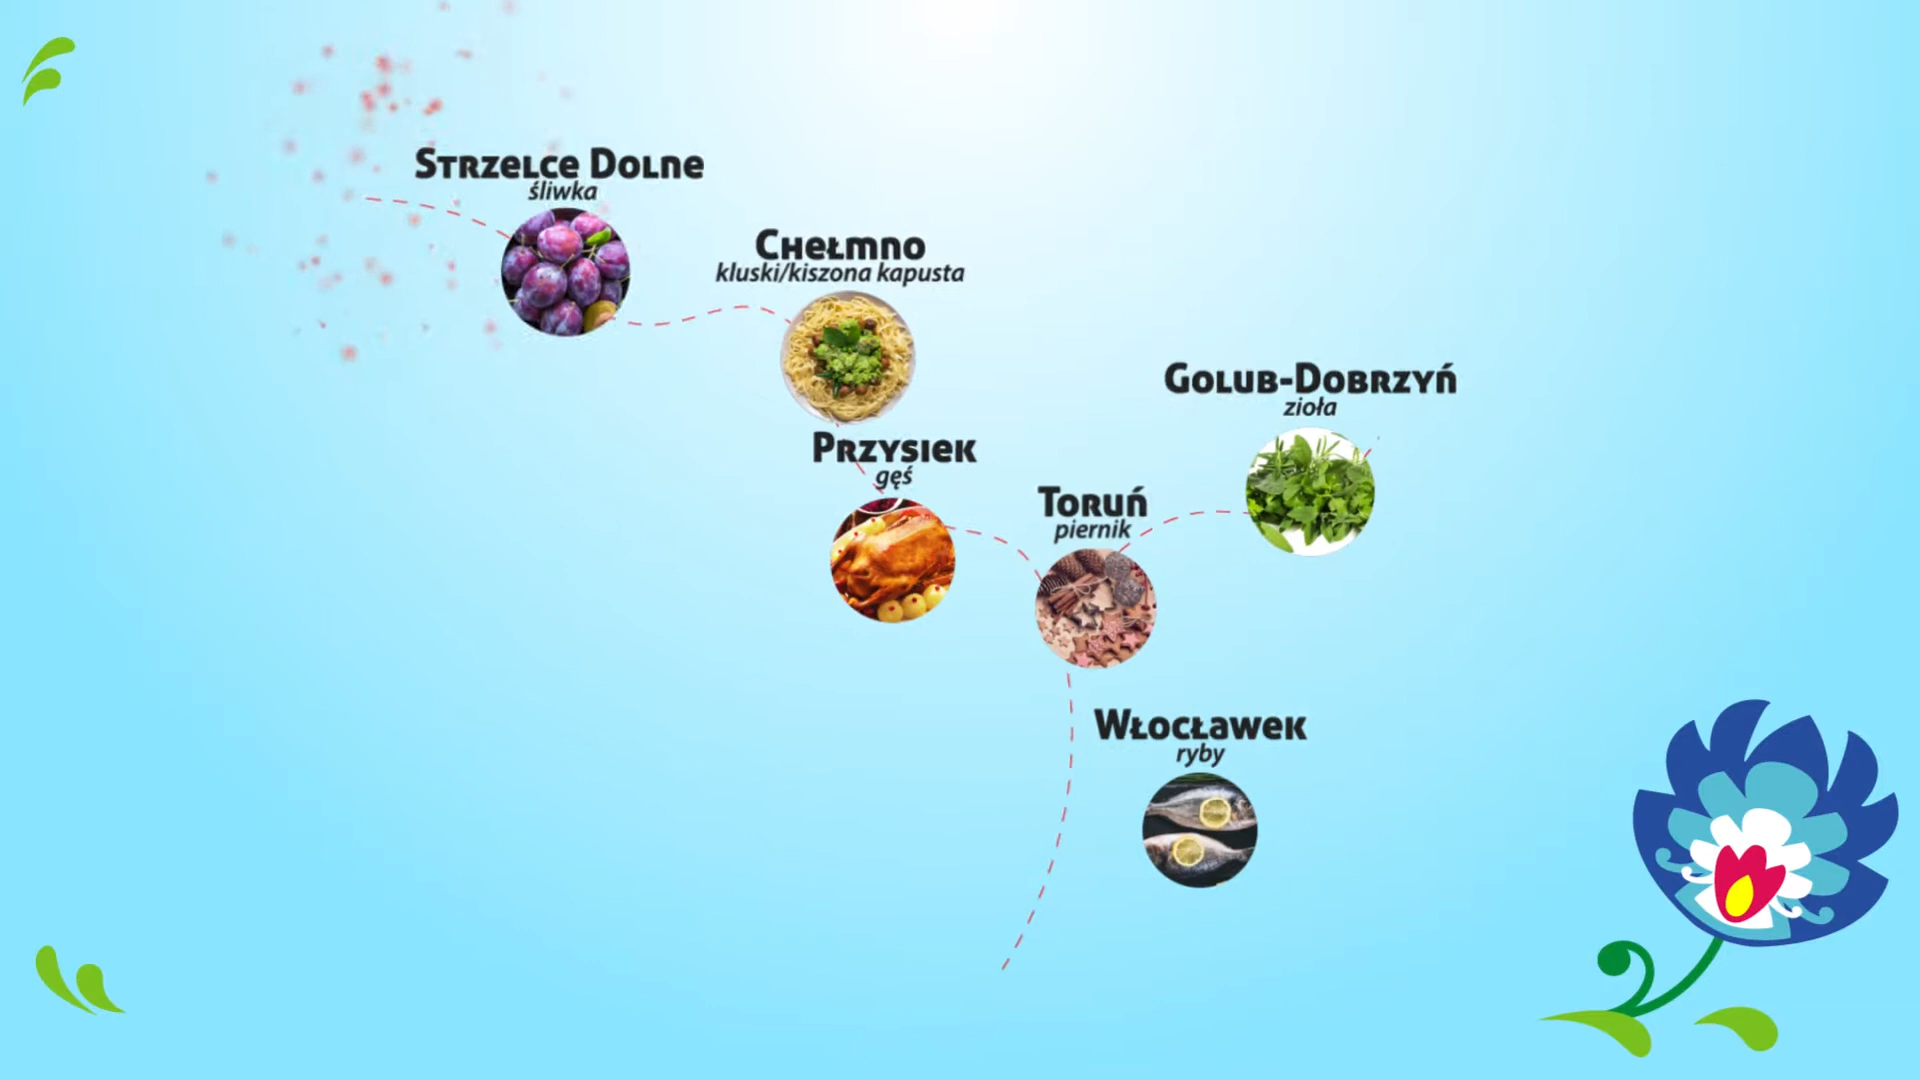 Strzelce Dolne
śliwka
Chełmno
kluski/kiszona kapusta
Golub-Dobrzyń
zioła
Przysiek
gęś
Toruń
piernik
Włocławek
ryby